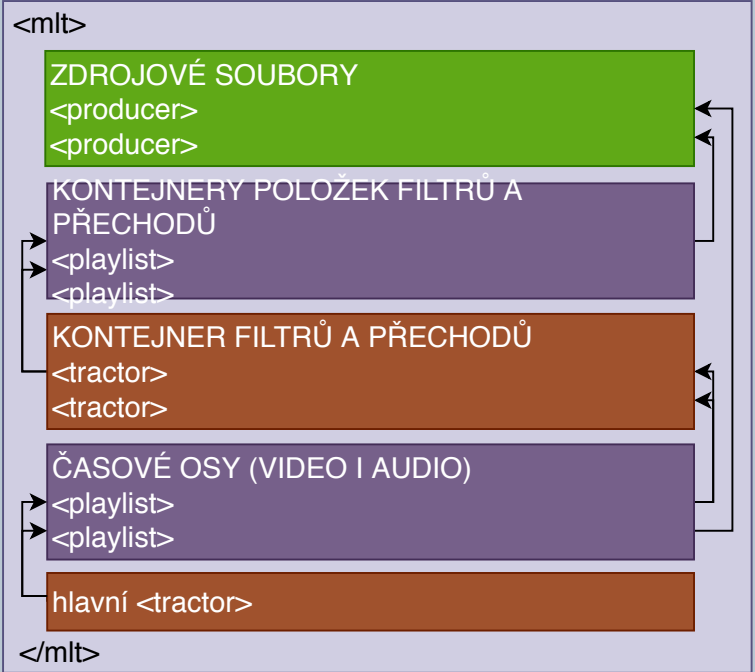 <mlt>
ZDROJOVÉ SOUBORY
<producer>
<producer>
KONTEJNERY POLOŽEK FILTRŮ A
PŘECHODŮ
<playlist>
<playlist>
KONTEJNER FILTRŮ A PŘECHODŮ
<tractor>
<tractor>
ČASOVÉ OSY (VIDEO I AUDIO)
<playlist>
<playlist>
hlavní <tractor>
</mlt>